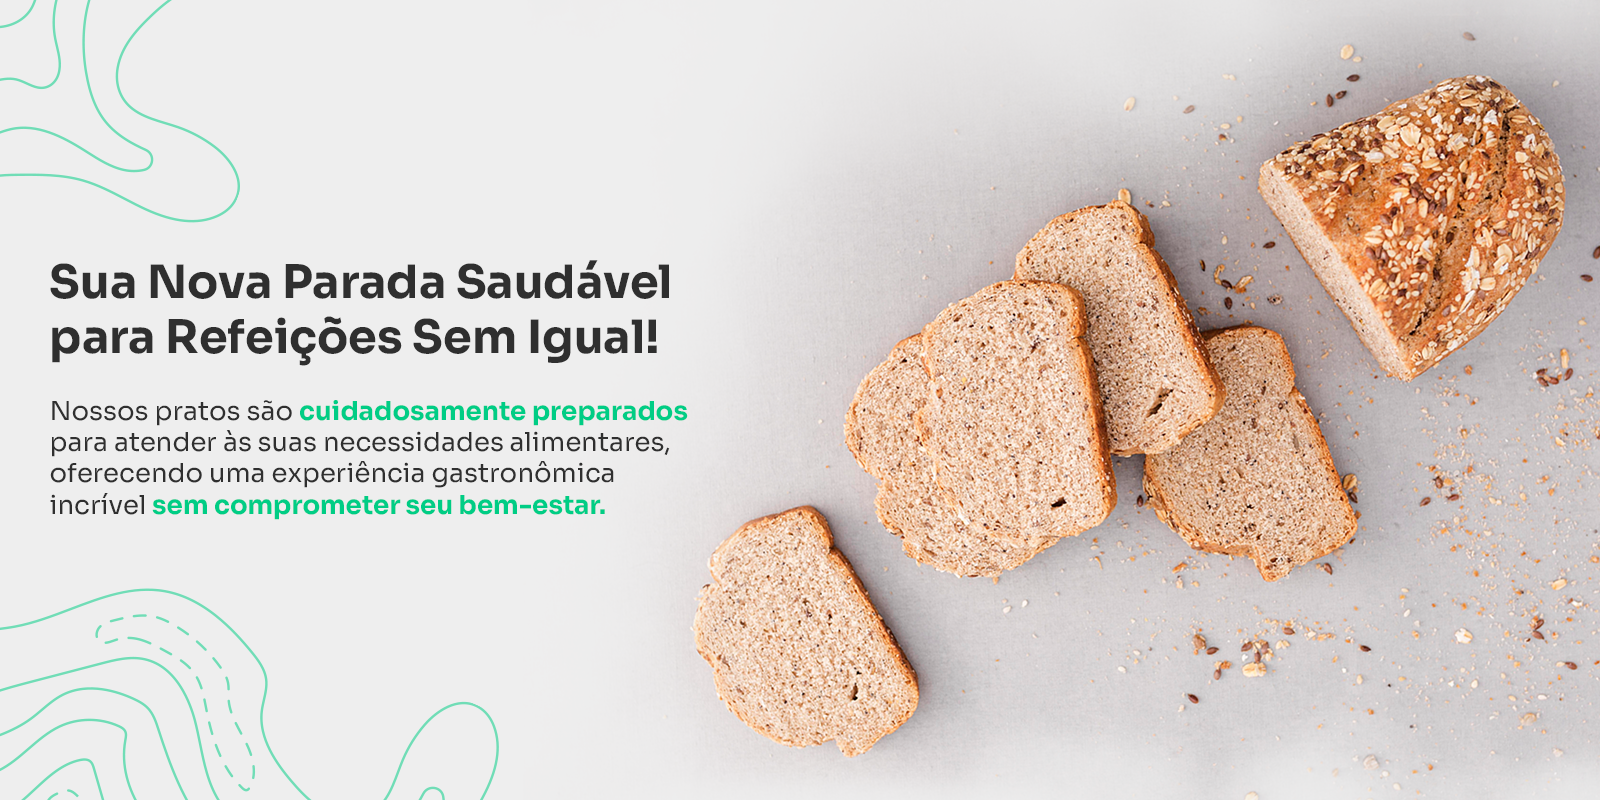 Sua Nova Parada Saudável
para Refeições Sem Igual!
Nossos pratos são cuidadosamente preparados
para atender às suas necessidades alimentares,
oferecendo uma experiência gastronômica
incrível sem comprometer seu bem-estar.